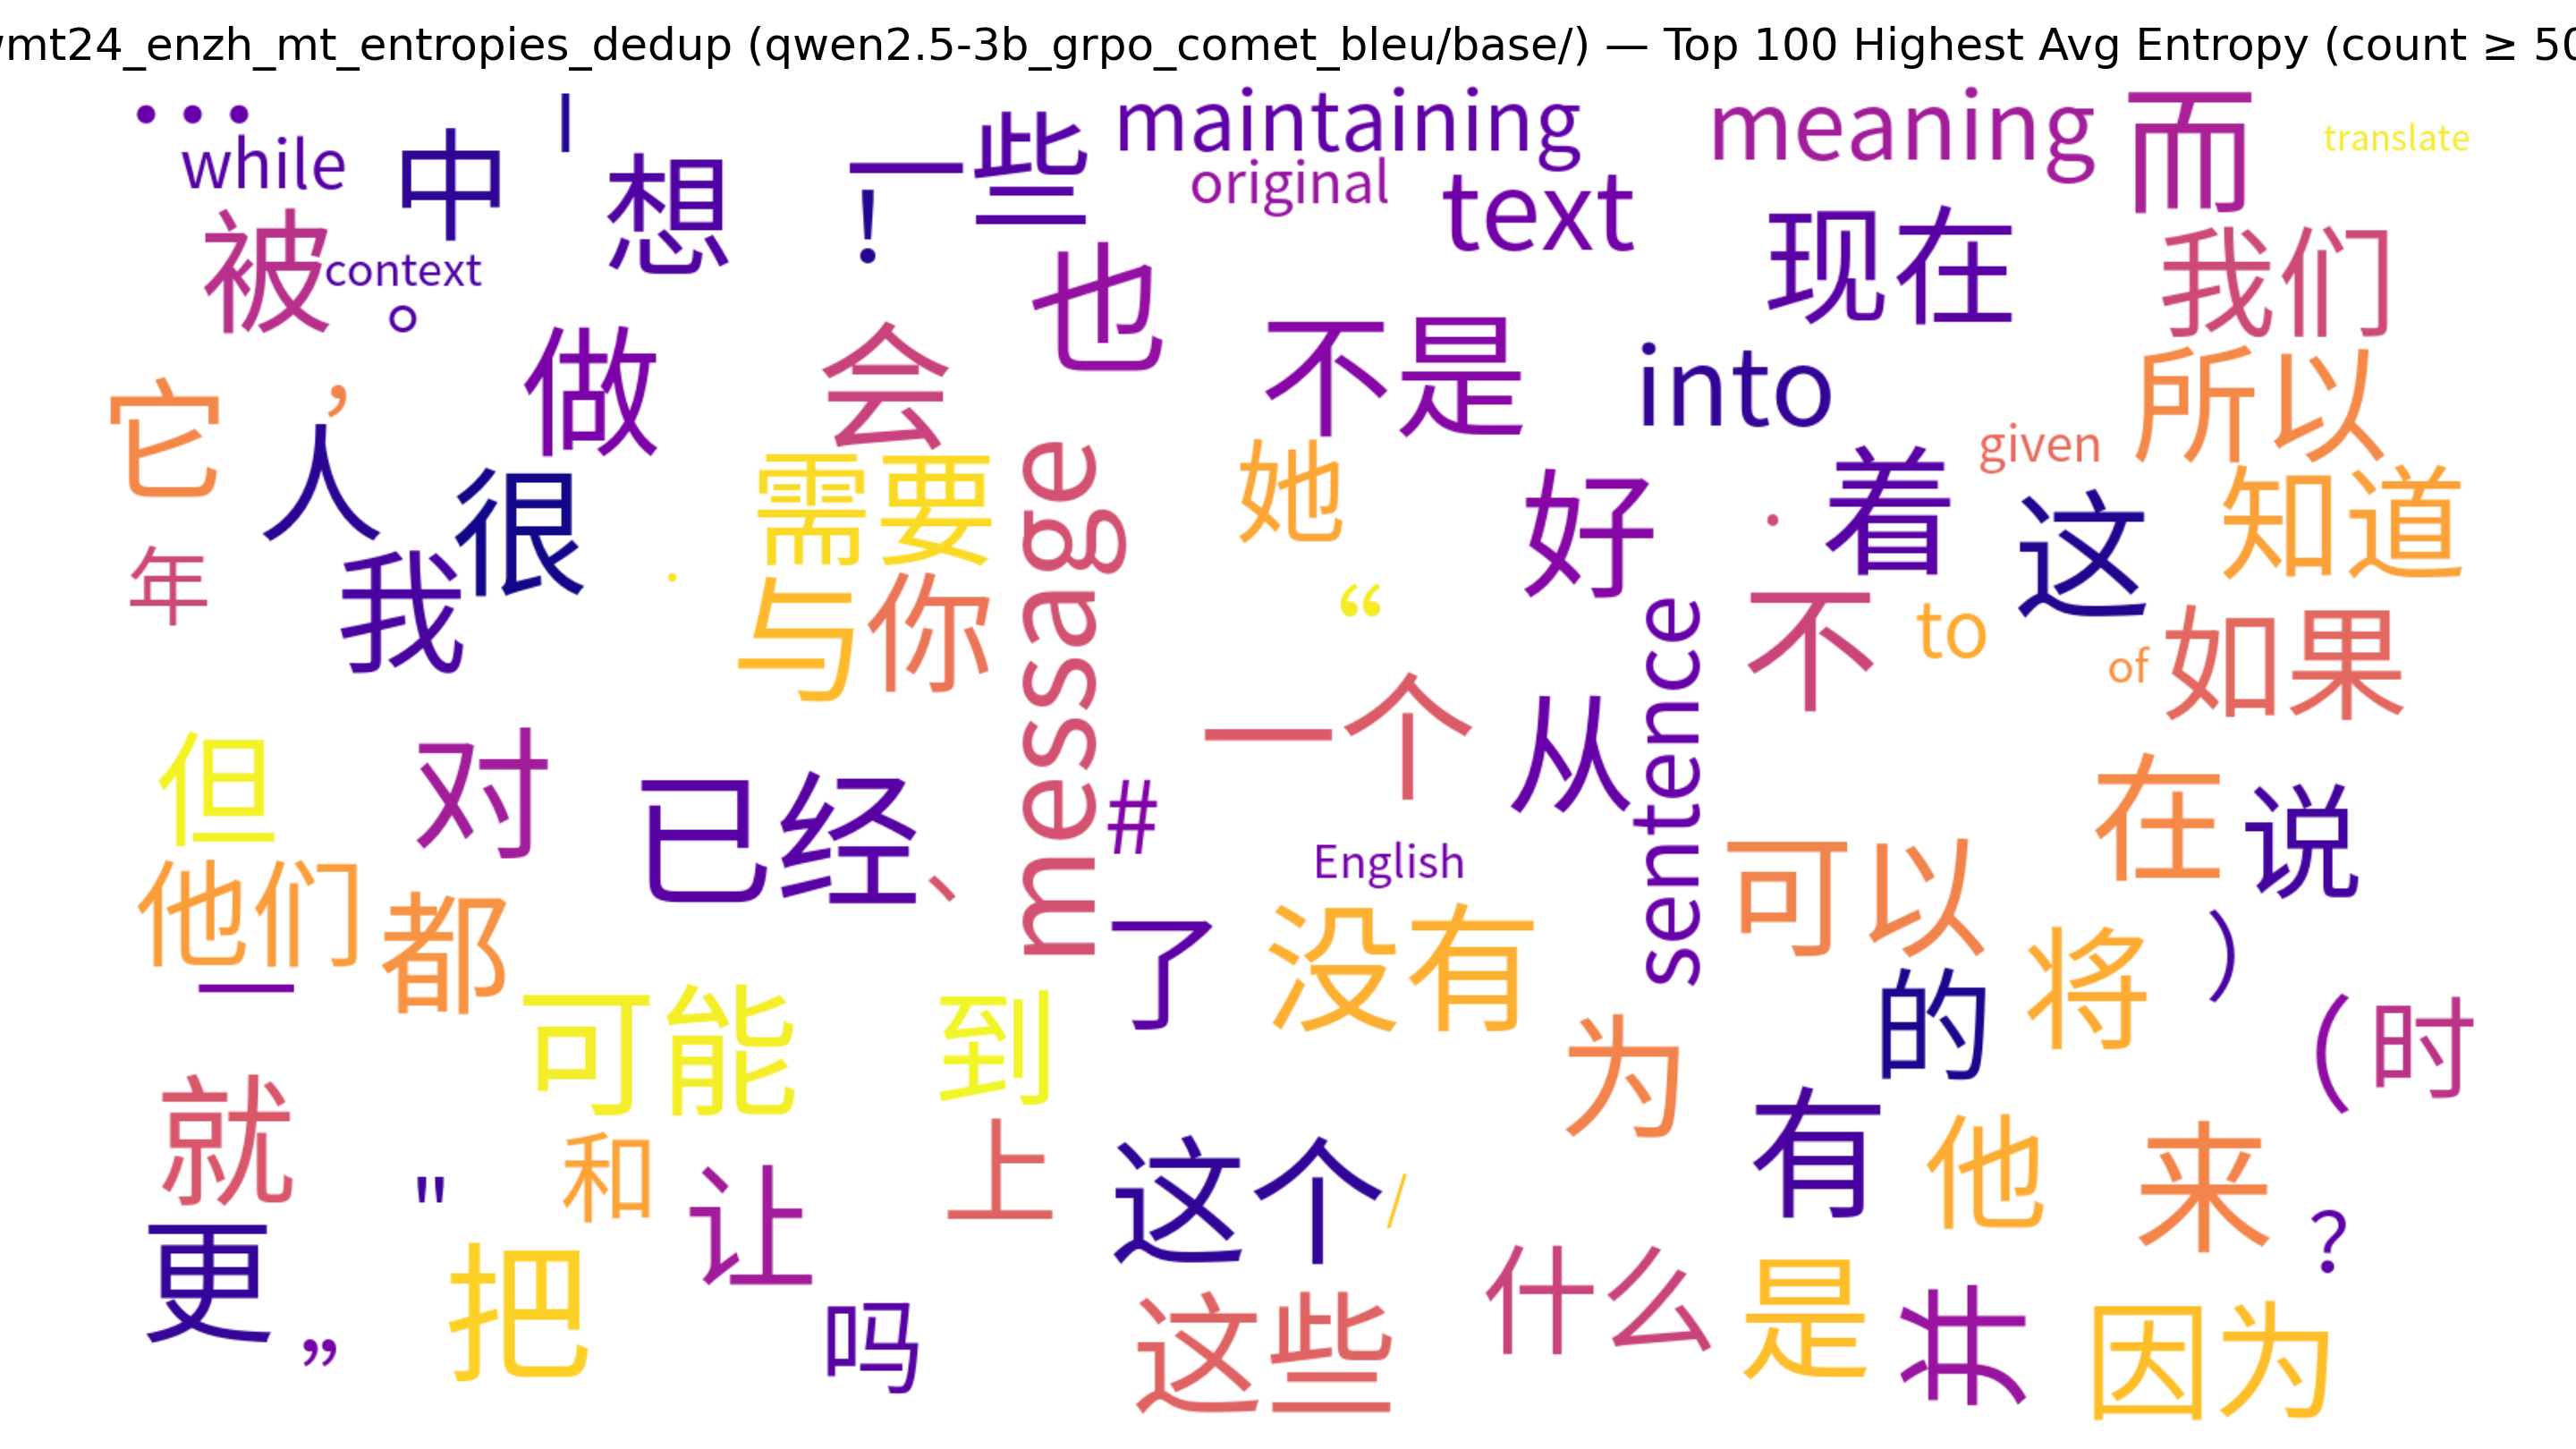 wmt24_enzh_mt_entropies_dedup (qwen2.5-3b_grpo_comet_bleu/base/) — Top 100 Highest Avg Entropy (count ≥ 50
…
while
中
想
一些
!
maintaining
original
text
meaning
而
translate
被
context
。
也
现在
我们
做
会
不是
into
所以
它
,
人
很
需要
message
她
好
·
着
given
这
知道
年
我
与
你
“
不
to
of
如果
一个
从
sentence
但
对
已经
、
#
English
可以
在
说
他们
都
一
了
没有
的
将
)
(
时
可能
到
为
有
他
来
?
就
和
"
让
上
这个
/
更
”
把
吗
这些
什么
是
并
因为